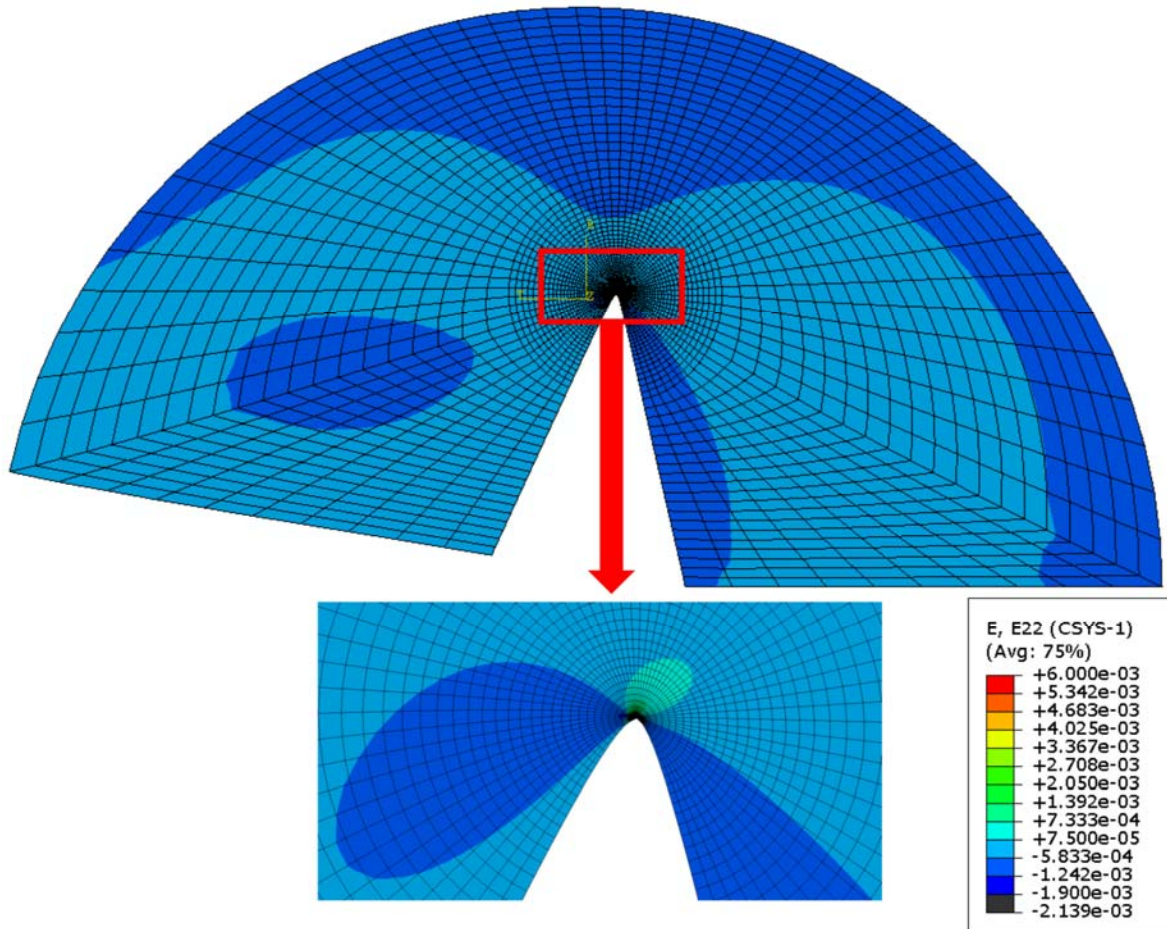 E, E22 (CSYS-1)
(Avg: 75%)
+6.000e-03
+5.342e-03
+4.683e-03
+4.025e-03
+3.367e-03
+2.708e-03
+2.050e-03
+1.392e-03
+7.333e-04
+7.500e-05
-5.833e-04
-1.242e-03
-1.900e-03
-2.139e-03